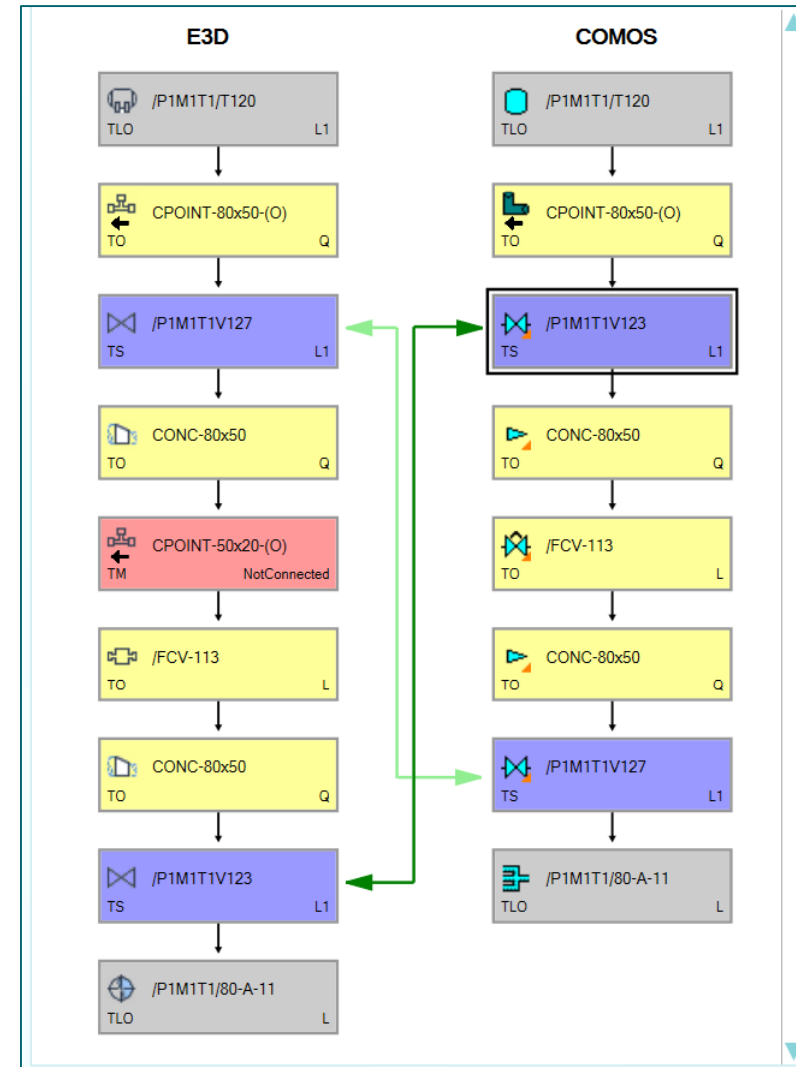 E3D
/P1M1T1/T120
TLO L1
CPOINT-80x50-(O)
TO Q
/P1M1T1V127
TS L1
CONC-80x50
TO Q
CPOINT-50x20-(O)
TM NotConnected
/FCV-113
TO L
CONC-80x50
TO Q
/P1M1T1V123
TS L1
/P1M1T1/80-A-11
TLO L
COMOS
/P1M1T1/T120
TLO L1
CPOINT-80x50-(O)
TO Q
/P1M1T1V123
TS L1
CONC-80x50
TO Q
/FCV-113
TO L
CONC-80x50
TO Q
/P1M1T1V127
TS L1
/P1M1T1/80-A-11
TLO L